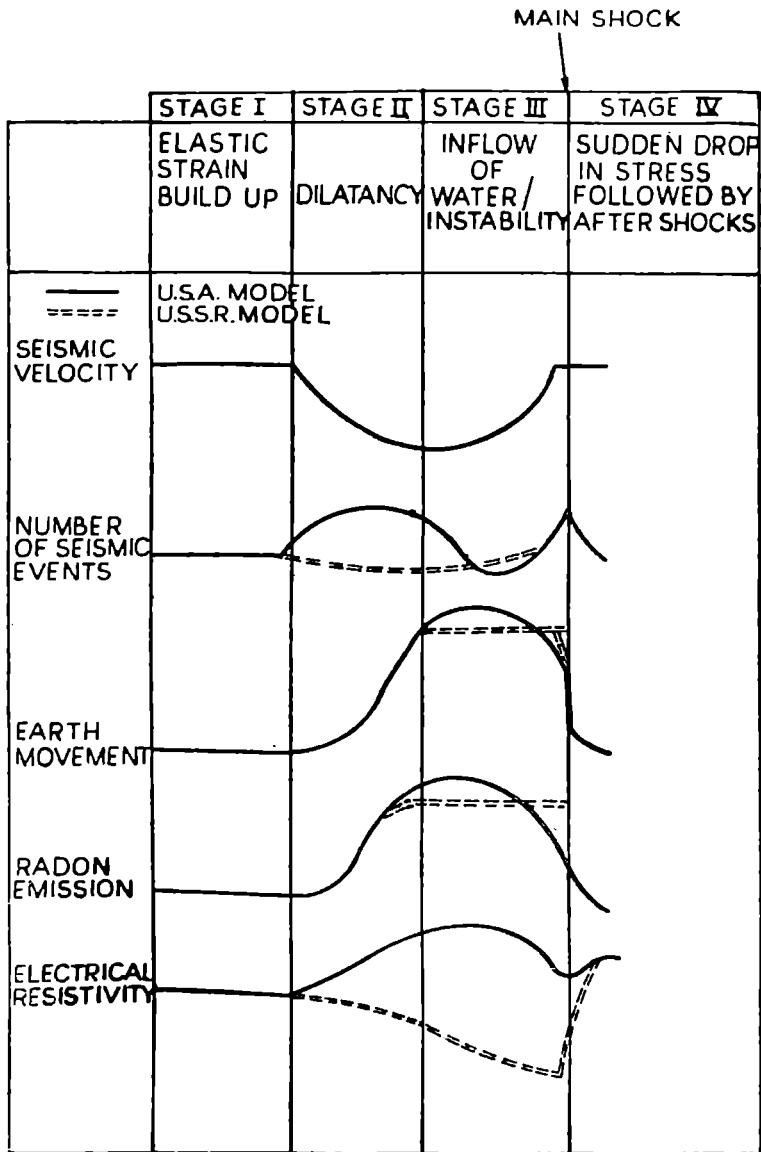 MAIN SHOCK
STAGE I
STAGE II
STAGE III
STAGE IV
ELASTIC
STRAIN
BUILD UP
DILATANCY
INFLOW
OF
WATER/
INSTABILITY
SUDDEN DROP
IN STRESS
FOLLOWED BY
AFTER SHOCKS
U.S.A. MODEL
U.S.S.R. MODEL
SEISMIC
VELOCITY
NUMBER
OF SEISMIC
EVENTS
EARTH
MOVEMENT
RADON
EMISSION
ELECTRICAL
RESISTIVITY